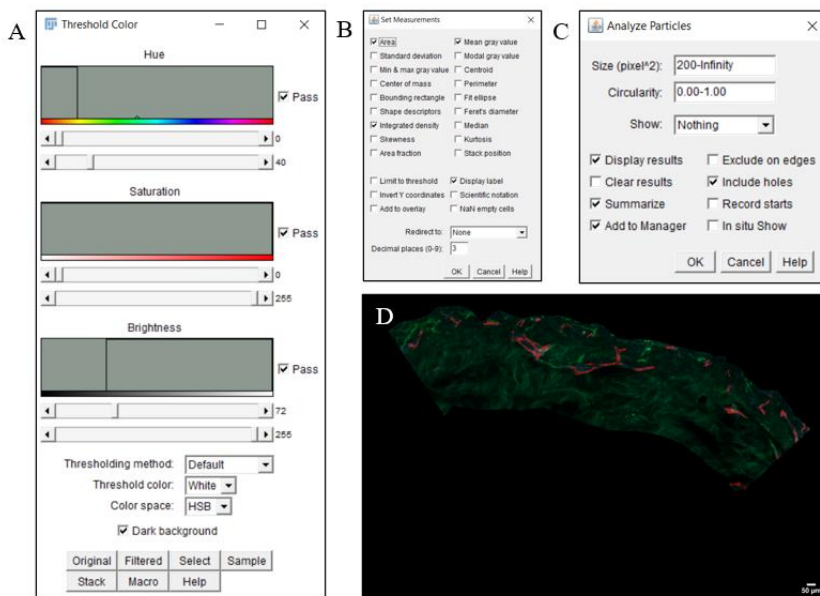 A
Threshold Color
Hue
Pass
0
40
Saturation
Pass
0
255
Brightness
Pass
72
255
Thresholding method: Default
Threshold color: White
Color space: HSB
Dark background
Original Filtered Select Sample
Stack Macro Help
B
Set Measurements
Area Mean gray value
Standard deviation Modal gray value
Min & max gray value Centroid
Center of mass Perimeter
Bounding rectangle Fit ellipse
Shape descriptors Feret's diameter
Integrated density Median
Skewness Kurtosis
Area fraction Stack position
Limit to threshold Display label
Invert Y coordinates Scientific notation
Add to overlay NaN empty cells
Redirect to: None
Decimal places (0-9): 3
OK Cancel Help
C
Analyze Particles
Size (pixel^2): 200-Infinity
Circularity: 0.00-1.00
Show: Nothing
Display results Exclude on edges
Clear results Include holes
Summarize Record starts
Add to Manager In situ Show
OK Cancel Help
D
50 µm